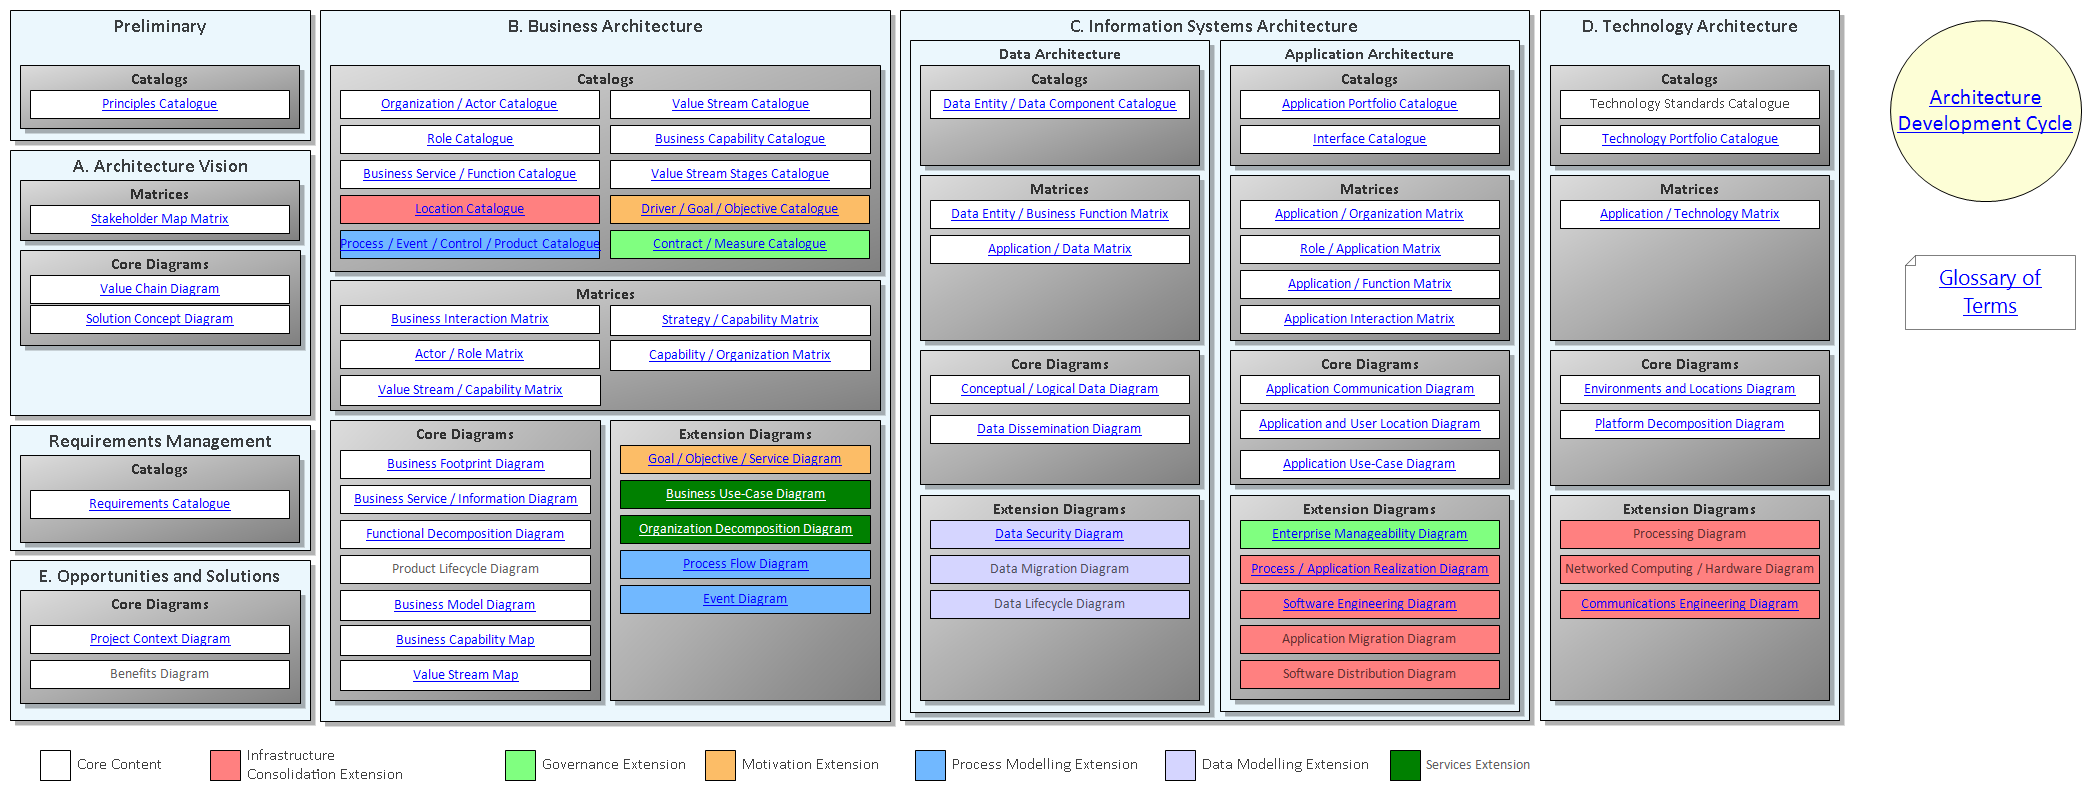 Preliminary
Catalogs
Principles Catalogue
A. Architecture Vision
Matrices
Stakeholder Map Matrix
Core Diagrams
Value Chain Diagram
Solution Concept Diagram
Requirements Management
Catalogs
Requirements Catalogue
E. Opportunities and Solutions
Core Diagrams
Project Context Diagram
Benefits Diagram
B. Business Architecture
Catalogs
Organization / Actor Catalogue
Role Catalogue
Business Service / Function Catalogue
Location Catalogue
Process / Event / Control / Product Catalogue
Value Stream Catalogue
Business Capability Catalogue
Value Stream Stages Catalogue
Driver / Goal / Objective Catalogue
Contract / Measure Catalogue
Matrices
Business Interaction Matrix
Actor / Role Matrix
Value Stream / Capability Matrix
Strategy / Capability Matrix
Capability / Organization Matrix
Core Diagrams
Business Footprint Diagram
Business Service / Information Diagram
Functional Decomposition Diagram
Product Lifecycle Diagram
Business Model Diagram
Business Capability Map
Value Stream Map
Extension Diagrams
Goal / Objective / Service Diagram
Business Use-Case Diagram
Organization Decomposition Diagram
Process Flow Diagram
Event Diagram
C. Information Systems Architecture
Data Architecture
Catalogs
Data Entity / Data Component Catalogue
Matrices
Data Entity / Business Function Matrix
Application / Data Matrix
Core Diagrams
Conceptual / Logical Data Diagram
Data Dissemination Diagram
Extension Diagrams
Data Security Diagram
Data Migration Diagram
Data Lifecycle Diagram
Application Architecture
Catalogs
Application Portfolio Catalogue
Interface Catalogue
Matrices
Application / Organization Matrix
Role / Application Matrix
Application / Function Matrix
Application Interaction Matrix
Core Diagrams
Application Communication Diagram
Application and User Location Diagram
Application Use-Case Diagram
Extension Diagrams
Enterprise Manageability Diagram
Process / Application Realization Diagram
Software Engineering Diagram
Application Migration Diagram
Software Distribution Diagram
D. Technology Architecture
Catalogs
Technology Standards Catalogue
Technology Portfolio Catalogue
Matrices
Application / Technology Matrix
Core Diagrams
Environments and Locations Diagram
Platform Decomposition Diagram
Extension Diagrams
Processing Diagram
Networked Computing / Hardware Diagram
Communications Engineering Diagram
Architecture
Development Cycle
Glossary of
Terms
Core Content
Infrastructure
Consolidation Extension
Governance Extension
Motivation Extension
Process Modelling Extension
Data Modelling Extension
Services Extension